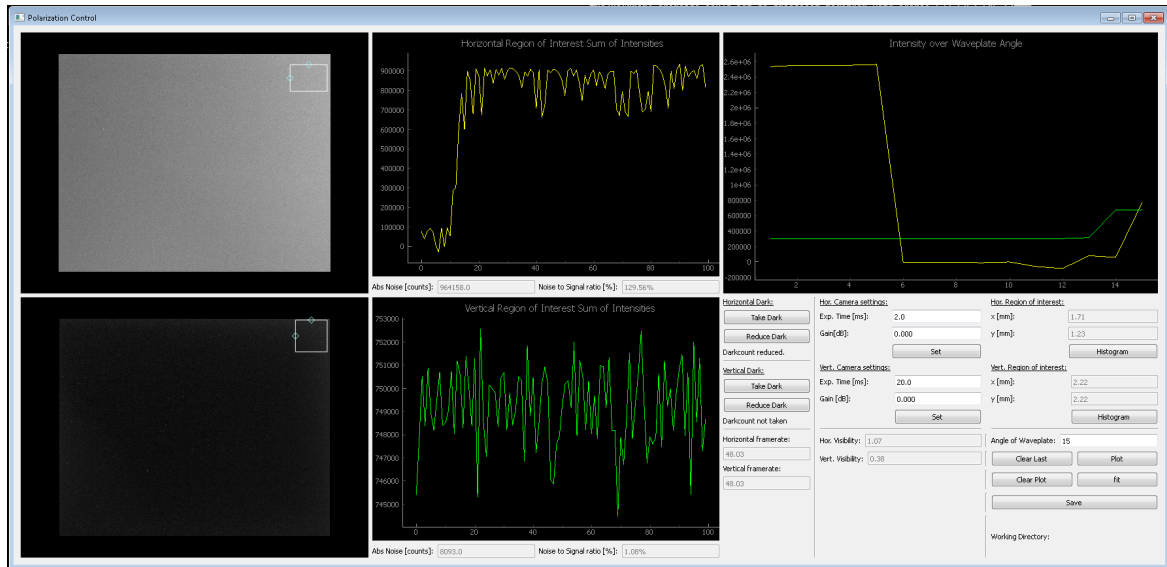 Polarization Control
Horizontal Region of Interest Sum of Intensities
900000
800000
700000
600000
500000
400000
300000
200000
100000
0
0 20 40 60 80 100
Abs Noise [counts]: 964158.0 Noise to Signal ratio [%]: 129.56%
Intensity over Waveplate Angle
2.6e+06
2.4e+06
2.2e+06
2e+06
1.8e+06
1.6e+06
1.4e+06
1.2e+06
1e+06
800000
600000
400000
200000
0
-200000
2 4 6 8 10 12 14
Vertical Region of Interest Sum of Intensities
753000
752000
751000
750000
749000
748000
747000
746000
745000
0 20 40 60 80 100
Abs Noise [counts]: 8093.0 Noise to Signal ratio [%]: 1.08%
Horizontal Dark:
Take Dark
Reduce Dark
Darkcount reduced.
Vertical Dark:
Take Dark
Reduce Dark
Darkcount not taken
Horizontal framerate:
48.03
Vertical framerate:
48.03
Hor. Camera settings:
Exp. Time [ms]: 2.0
Gain[dB]: 0.000
Set
Vert. Camera settings:
Exp. Time [ms]: 20.0
Gain [dB]: 0.000
Set
Hor. Visibility: 1.07
Vert. Visibility: 0.38
Hor. Region of interest:
x [mm]: 1.71
y [mm]: 1.23
Histogram
Vert. Region of interest:
x [mm]: 2.22
y [mm]: 2.22
Histogram
Angle of Waveplate: 15
Clear Last Plot
Clear Plot fit
Save
Working Directory: